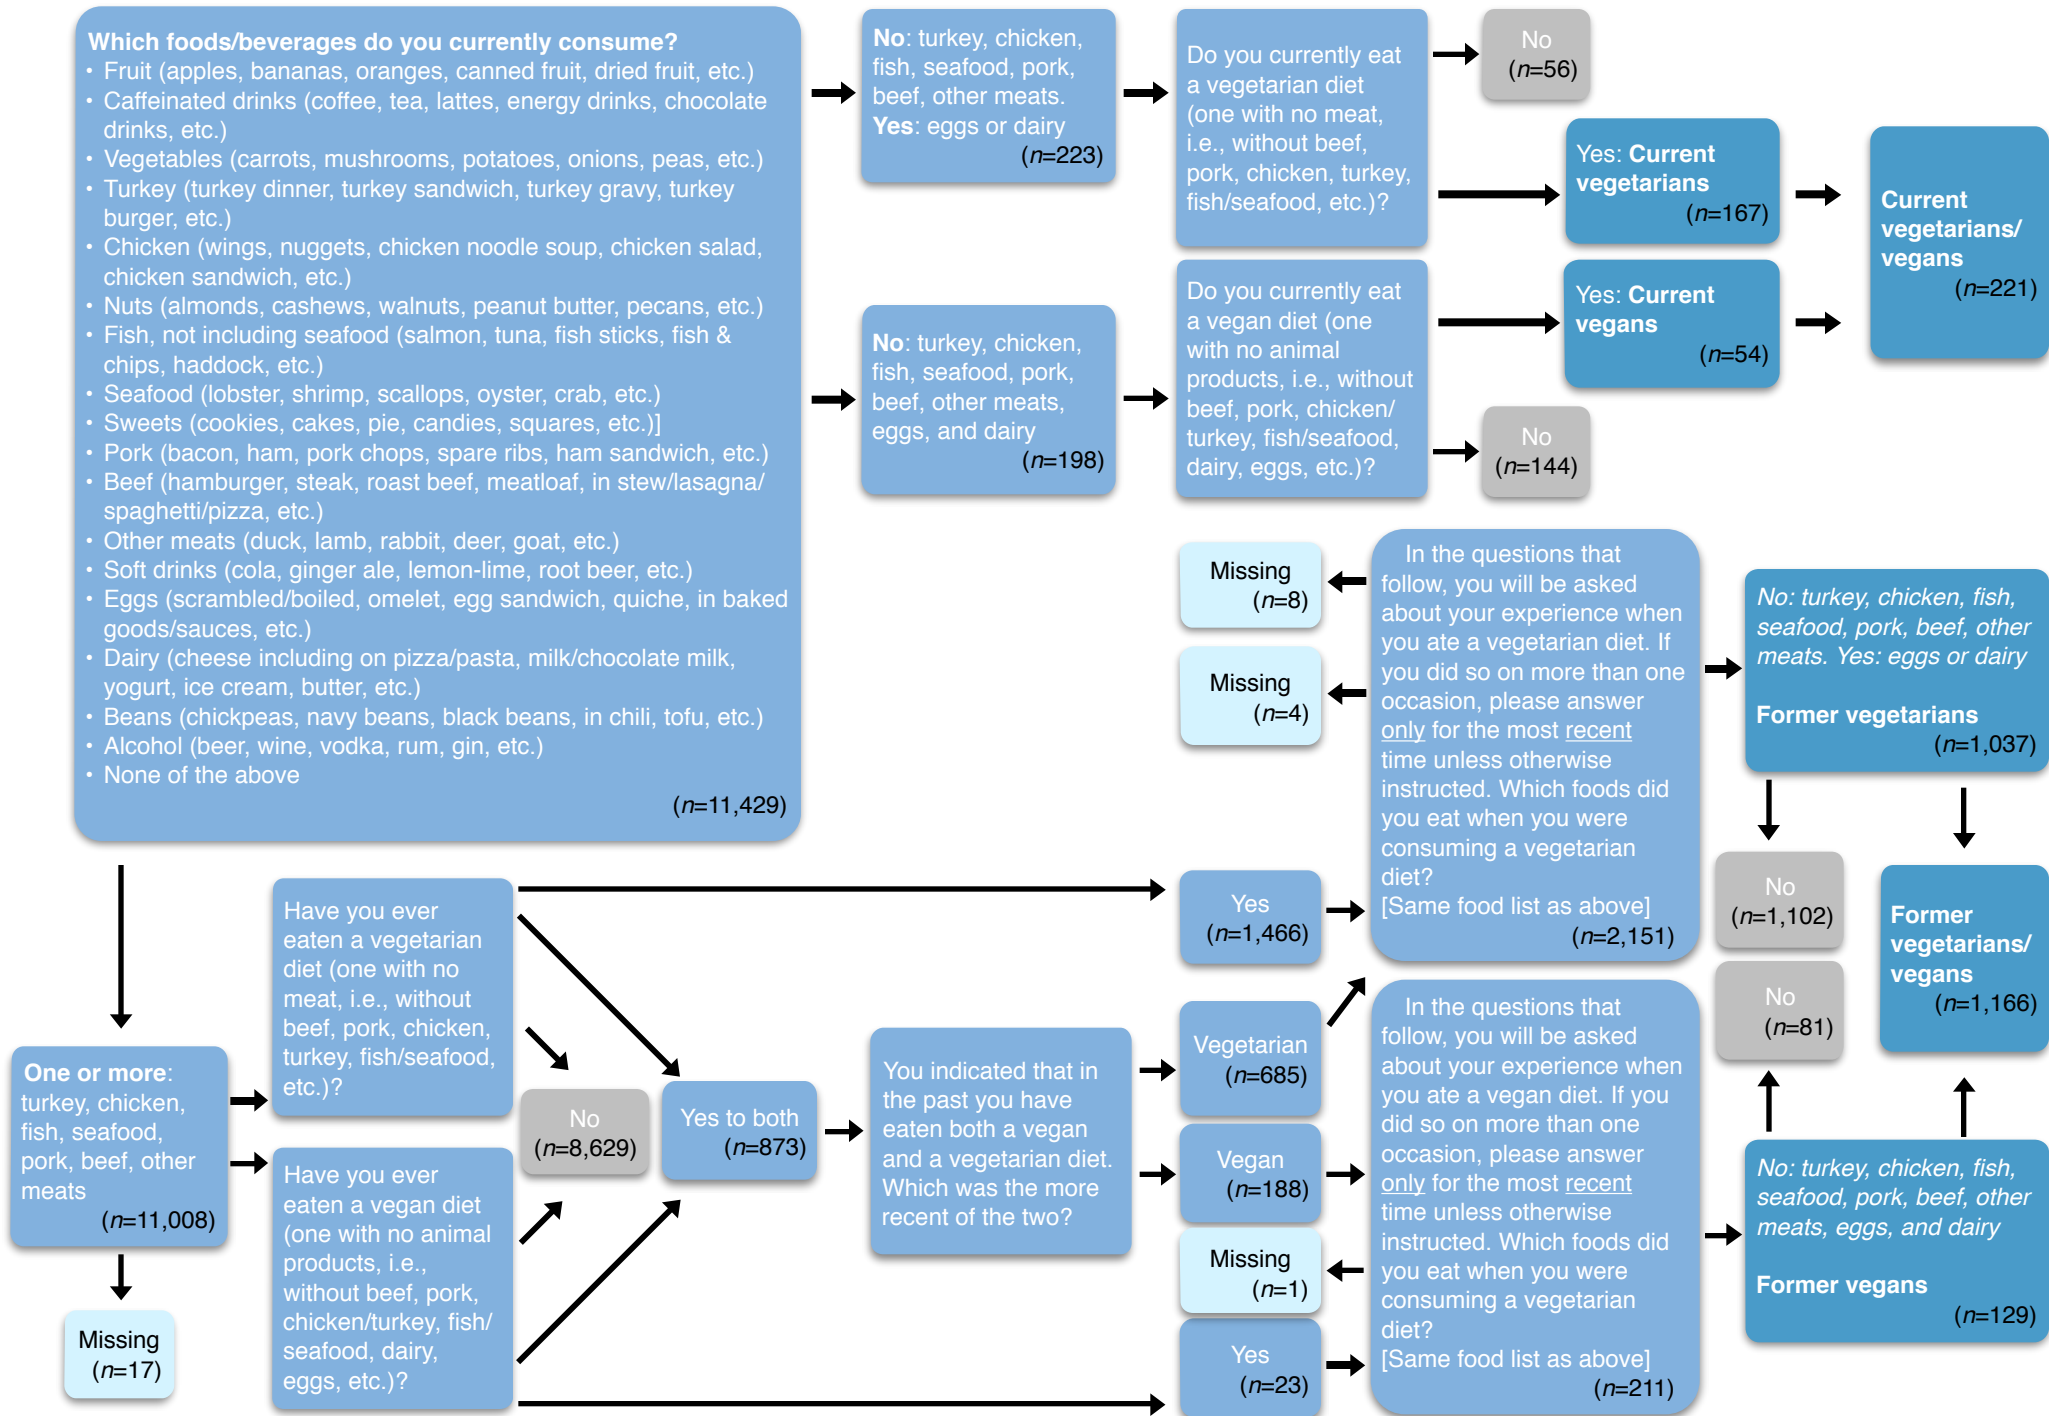 Which foods/beverages do you currently consume?
• Fruit (apples, bananas, oranges, canned fruit, dried fruit, etc.)
• Caffeinated drinks (coffee, tea, lattes, energy drinks, chocolate
drinks, etc.)
• Vegetables (carrots, mushrooms, potatoes, onions, peas, etc.)
• Turkey (turkey dinner, turkey sandwich, turkey gravy, turkey
burger, etc.)
• Chicken (wings, nuggets, chicken noodle soup, chicken salad,
chicken sandwich, etc.)
• Nuts (almonds, cashews, walnuts, peanut butter, pecans, etc.)
• Fish, not including seafood (salmon, tuna, fish sticks, fish &
chips, haddock, etc.)
• Seafood (lobster, shrimp, scallops, oyster, crab, etc.)
• Sweets (cookies, cakes, pie, candies, squares, etc.)]
• Pork (bacon, ham, pork chops, spare ribs, ham sandwich, etc.)
• Beef (hamburger, steak, roast beef, meatloaf, in stew/lasagna/
spaghetti/pizza, etc.)
• Other meats (duck, lamb, rabbit, deer, goat, etc.)
• Soft drinks (cola, ginger ale, lemon-lime, root beer, etc.)
• Eggs (scrambled/boiled, omelet, egg sandwich, quiche, in baked
goods/sauces, etc.)
• Dairy (cheese including on pizza/pasta, milk/chocolate milk,
yogurt, ice cream, butter, etc.)
• Beans (chickpeas, navy beans, black beans, in chili, tofu, etc.)
• Alcohol (beer, wine, vodka, rum, gin, etc.)
• None of the above
(n=11,429)
No: turkey, chicken,
fish, seafood, pork,
beef, other meats.
Yes: eggs or dairy
(n=223)
Do you currently eat
a vegetarian diet
(one with no meat,
i.e., without beef,
pork, chicken, turkey,
fish/seafood, etc.)?
No
(n=56)
Yes: Current
vegetarians
(n=167)
Current
vegetarians/
vegans
(n=221)
No: turkey, chicken,
fish, seafood, pork,
beef, other meats,
eggs, and dairy
(n=198)
Do you currently eat
a vegan diet (one
with no animal
products, i.e., without
beef, pork, chicken/
turkey, fish/seafood,
dairy, eggs, etc.)?
Yes: Current
vegans
(n=54)
No
(n=144)
Missing
(n=8)
Missing
(n=4)
In the questions that
follow, you will be asked
about your experience when
you ate a vegetarian diet. If
you did so on more than one
occasion, please answer
only for the most recent
time unless otherwise
instructed. Which foods did
you eat when you were
consuming a vegetarian
diet?
[Same food list as above]
(n=2,151)
No: turkey, chicken, fish,
seafood, pork, beef, other
meats. Yes: eggs or dairy
Former vegetarians
(n=1,037)
No
(n=1,102)
No
(n=81)
Former
vegetarians/
vegans
(n=1,166)
One or more:
turkey, chicken,
fish, seafood,
pork, beef, other
meats
(n=11,008)
Missing
(n=17)
Have you ever
eaten a vegetarian
diet (one with no
meat, i.e., without
beef, pork, chicken,
turkey, fish/seafood,
etc.)?
Have you ever
eaten a vegan diet
(one with no animal
products, i.e.,
without beef, pork,
chicken/turkey, fish/
seafood, dairy,
eggs, etc.)?
No
(n=8,629)
Yes to both
(n=873)
You indicated that in
the past you have
eaten both a vegan
and a vegetarian diet.
Which was the more
recent of the two?
Yes
(n=1,466)
Vegetarian
(n=685)
Vegan
(n=188)
Missing
(n=1)
Yes
(n=23)
In the questions that
follow, you will be asked
about your experience when
you ate a vegan diet. If you
did so on more than one
occasion, please answer
only for the most recent
time unless otherwise
instructed. Which foods did
you eat when you were
consuming a vegetarian
diet?
[Same food list as above]
(n=211)
No: turkey, chicken, fish,
seafood, pork, beef, other
meats, eggs, and dairy
Former vegans
(n=129)